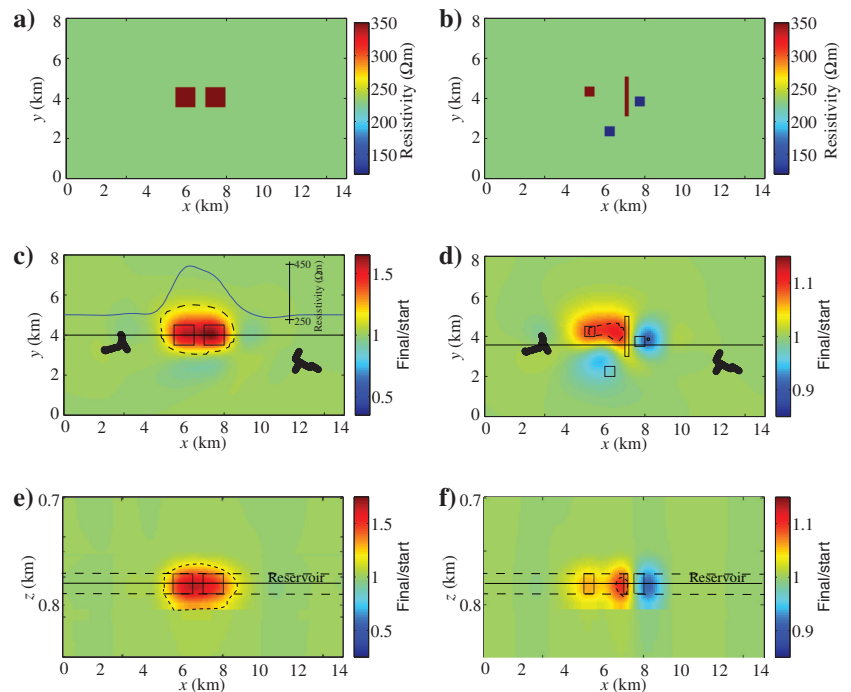 a)
8
6
4
2
0
y (km)
0 2 4 6 8 10 12 14
x (km)
350
300
250
200
150
Resistivity (Ωm)
b)
8
6
4
2
0
y (km)
0 2 4 6 8 10 12 14
x (km)
350
300
250
200
150
Resistivity (Ωm)
c)
8
6
4
2
0
y (km)
450
250
Resistivity (Ωm)
0 2 4 6 8 10 12 14
x (km)
1.5
1
0.5
Final/start
d)
8
6
4
2
0
y (km)
0 2 4 6 8 10 12 14
x (km)
1.1
1
0.9
Final/start
e)
0.7
0.8
z (km)
Reservoir
0 2 4 6 8 10 12 14
x (km)
1.5
1
0.5
Final/start
f)
0.7
0.8
z (km)
Reservoir
0 2 4 6 8 10 12 14
x (km)
1.1
1
0.9
Final/start